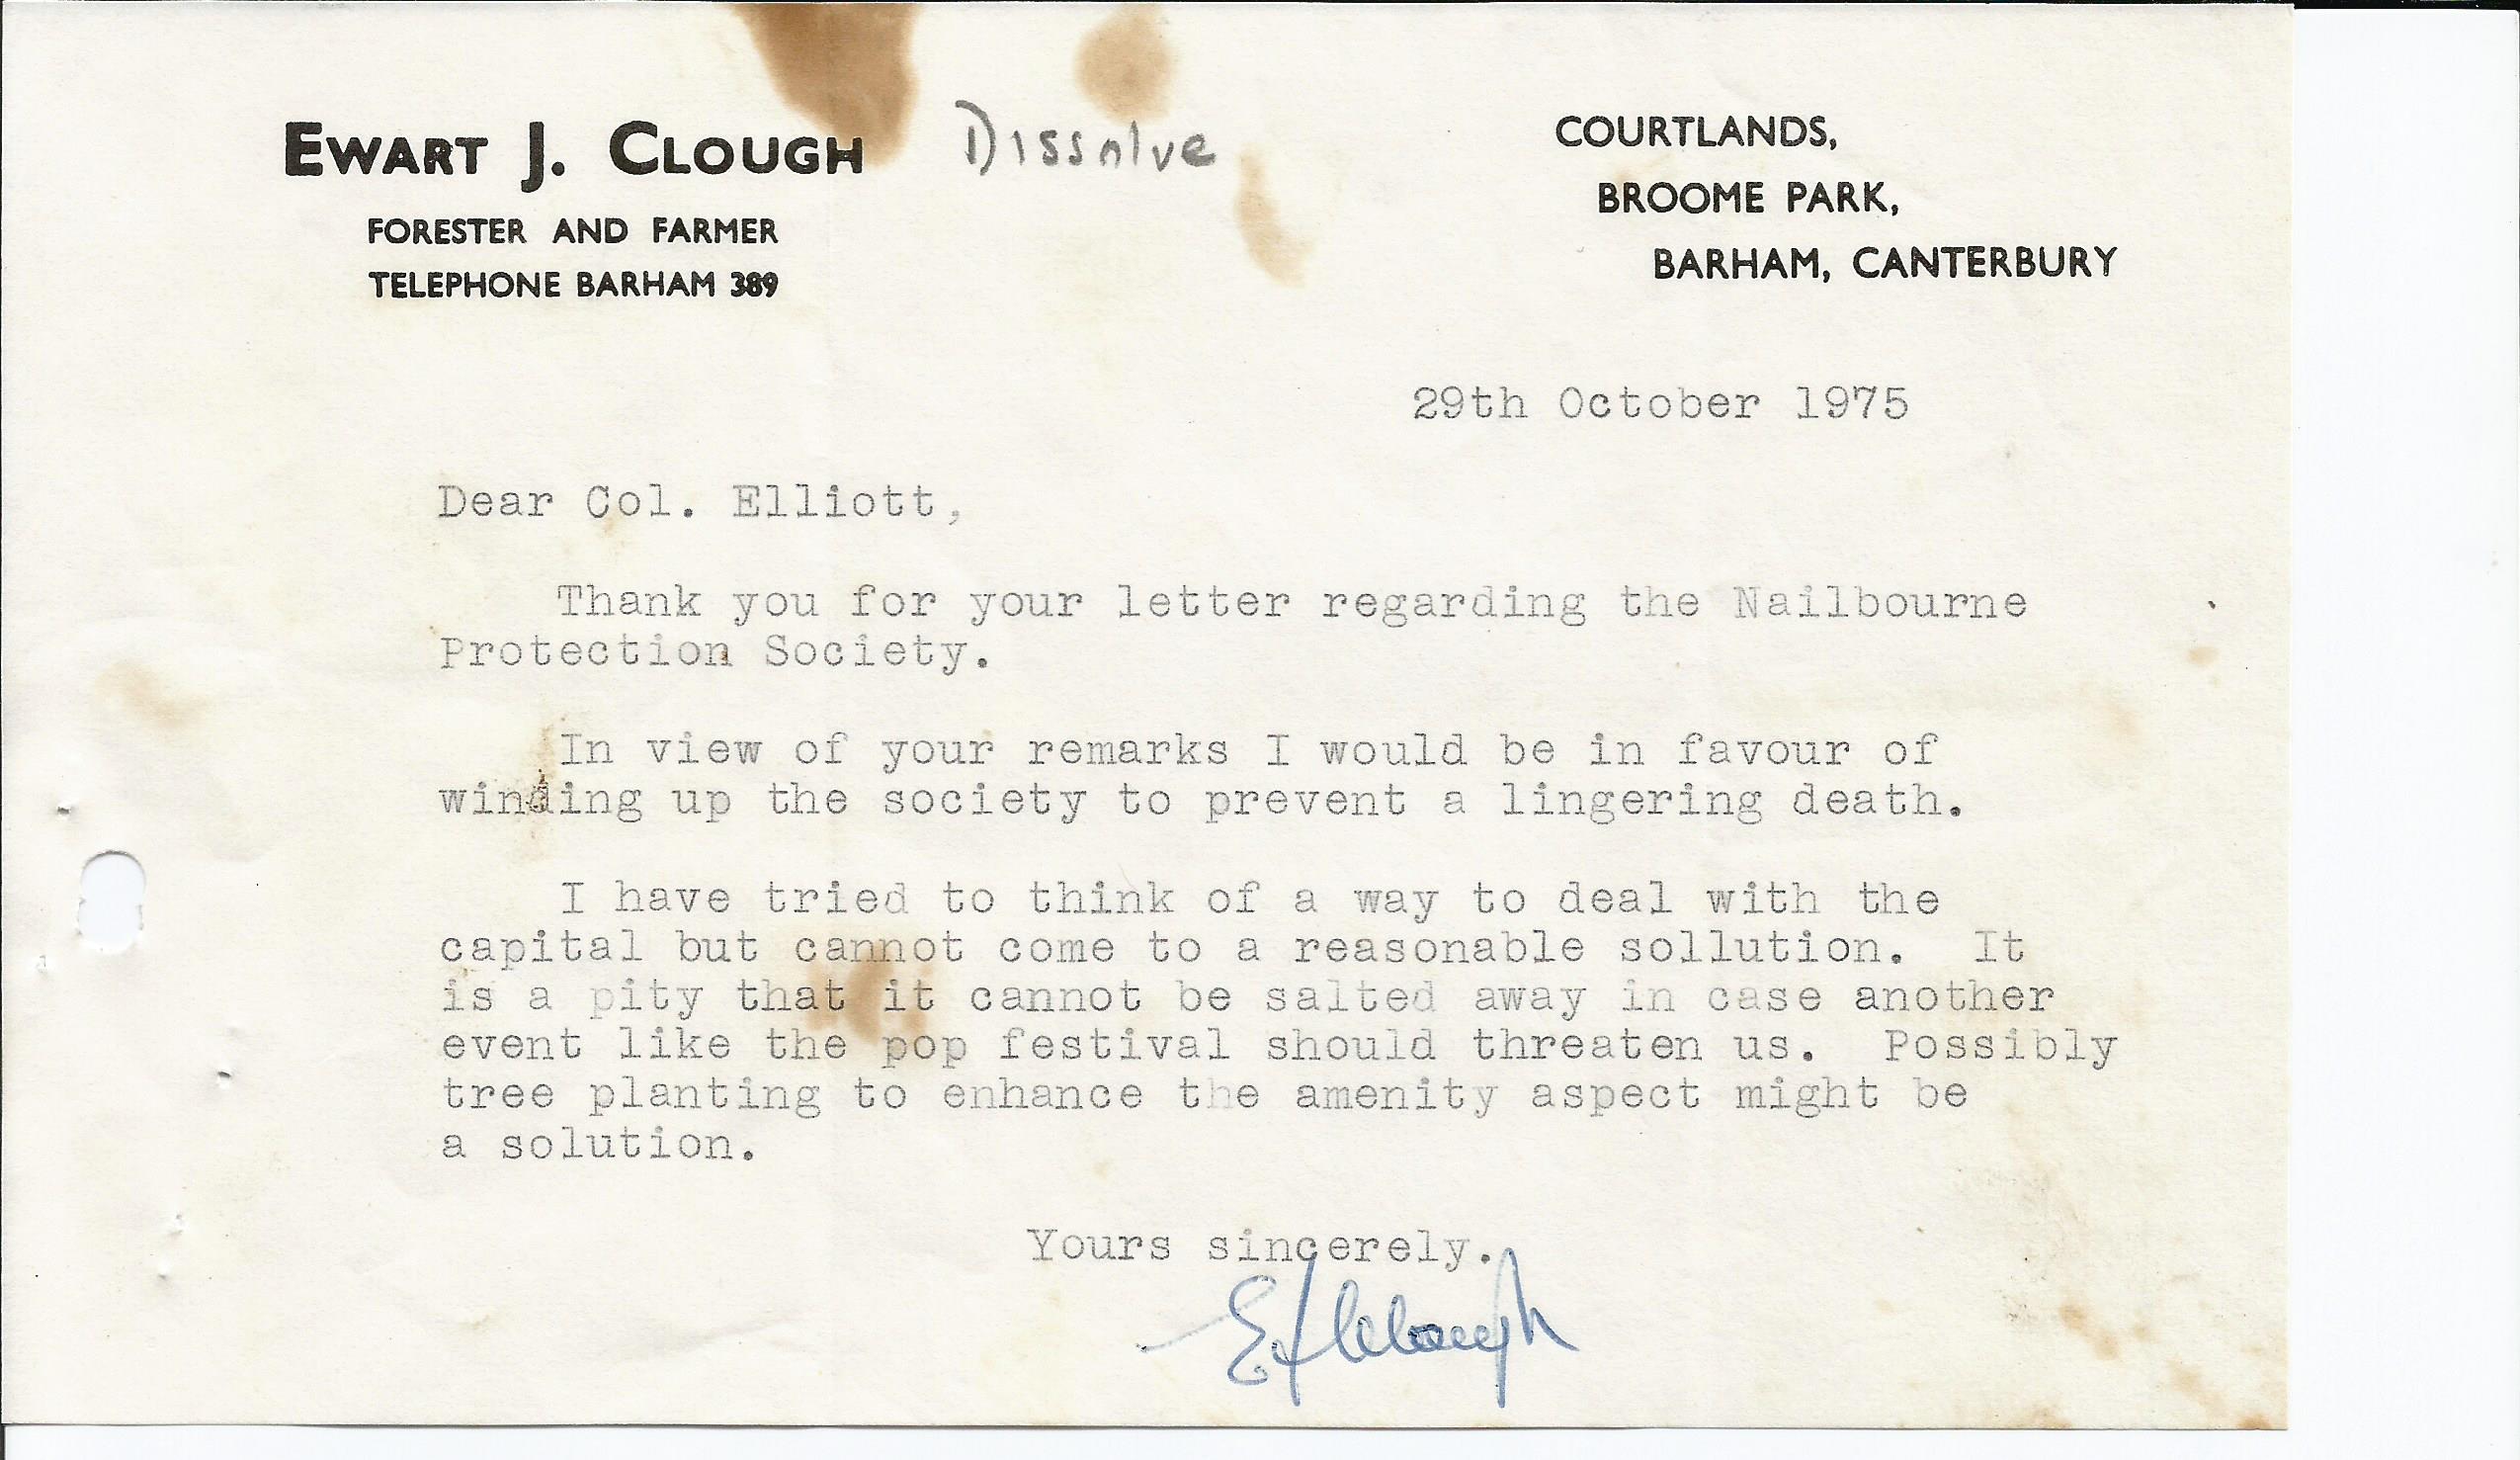 EWART J. CLOUGH
FORESTER AND FARMER
TELEPHONE BARHAM 389
Dissolve
COURTLANDS,
BROOME PARK,
BARHAM, CANTERBURY
29th October 1975
Dear Col. Elliott,
Thank you for your letter regarding the Nailbourne
Protection Society.
In view of your remarks I would be in favour of
winding up the society to prevent a lingering death.
I have tried to think of a way to deal with the
capital but cannot come to a reasonable sollution. It
is a pity that it cannot be salted away in case another
event like the pop festival should threaten us. Possibly
tree planting to enhance the amenity aspect might be
a solution.
Yours sincerely.
EJClough